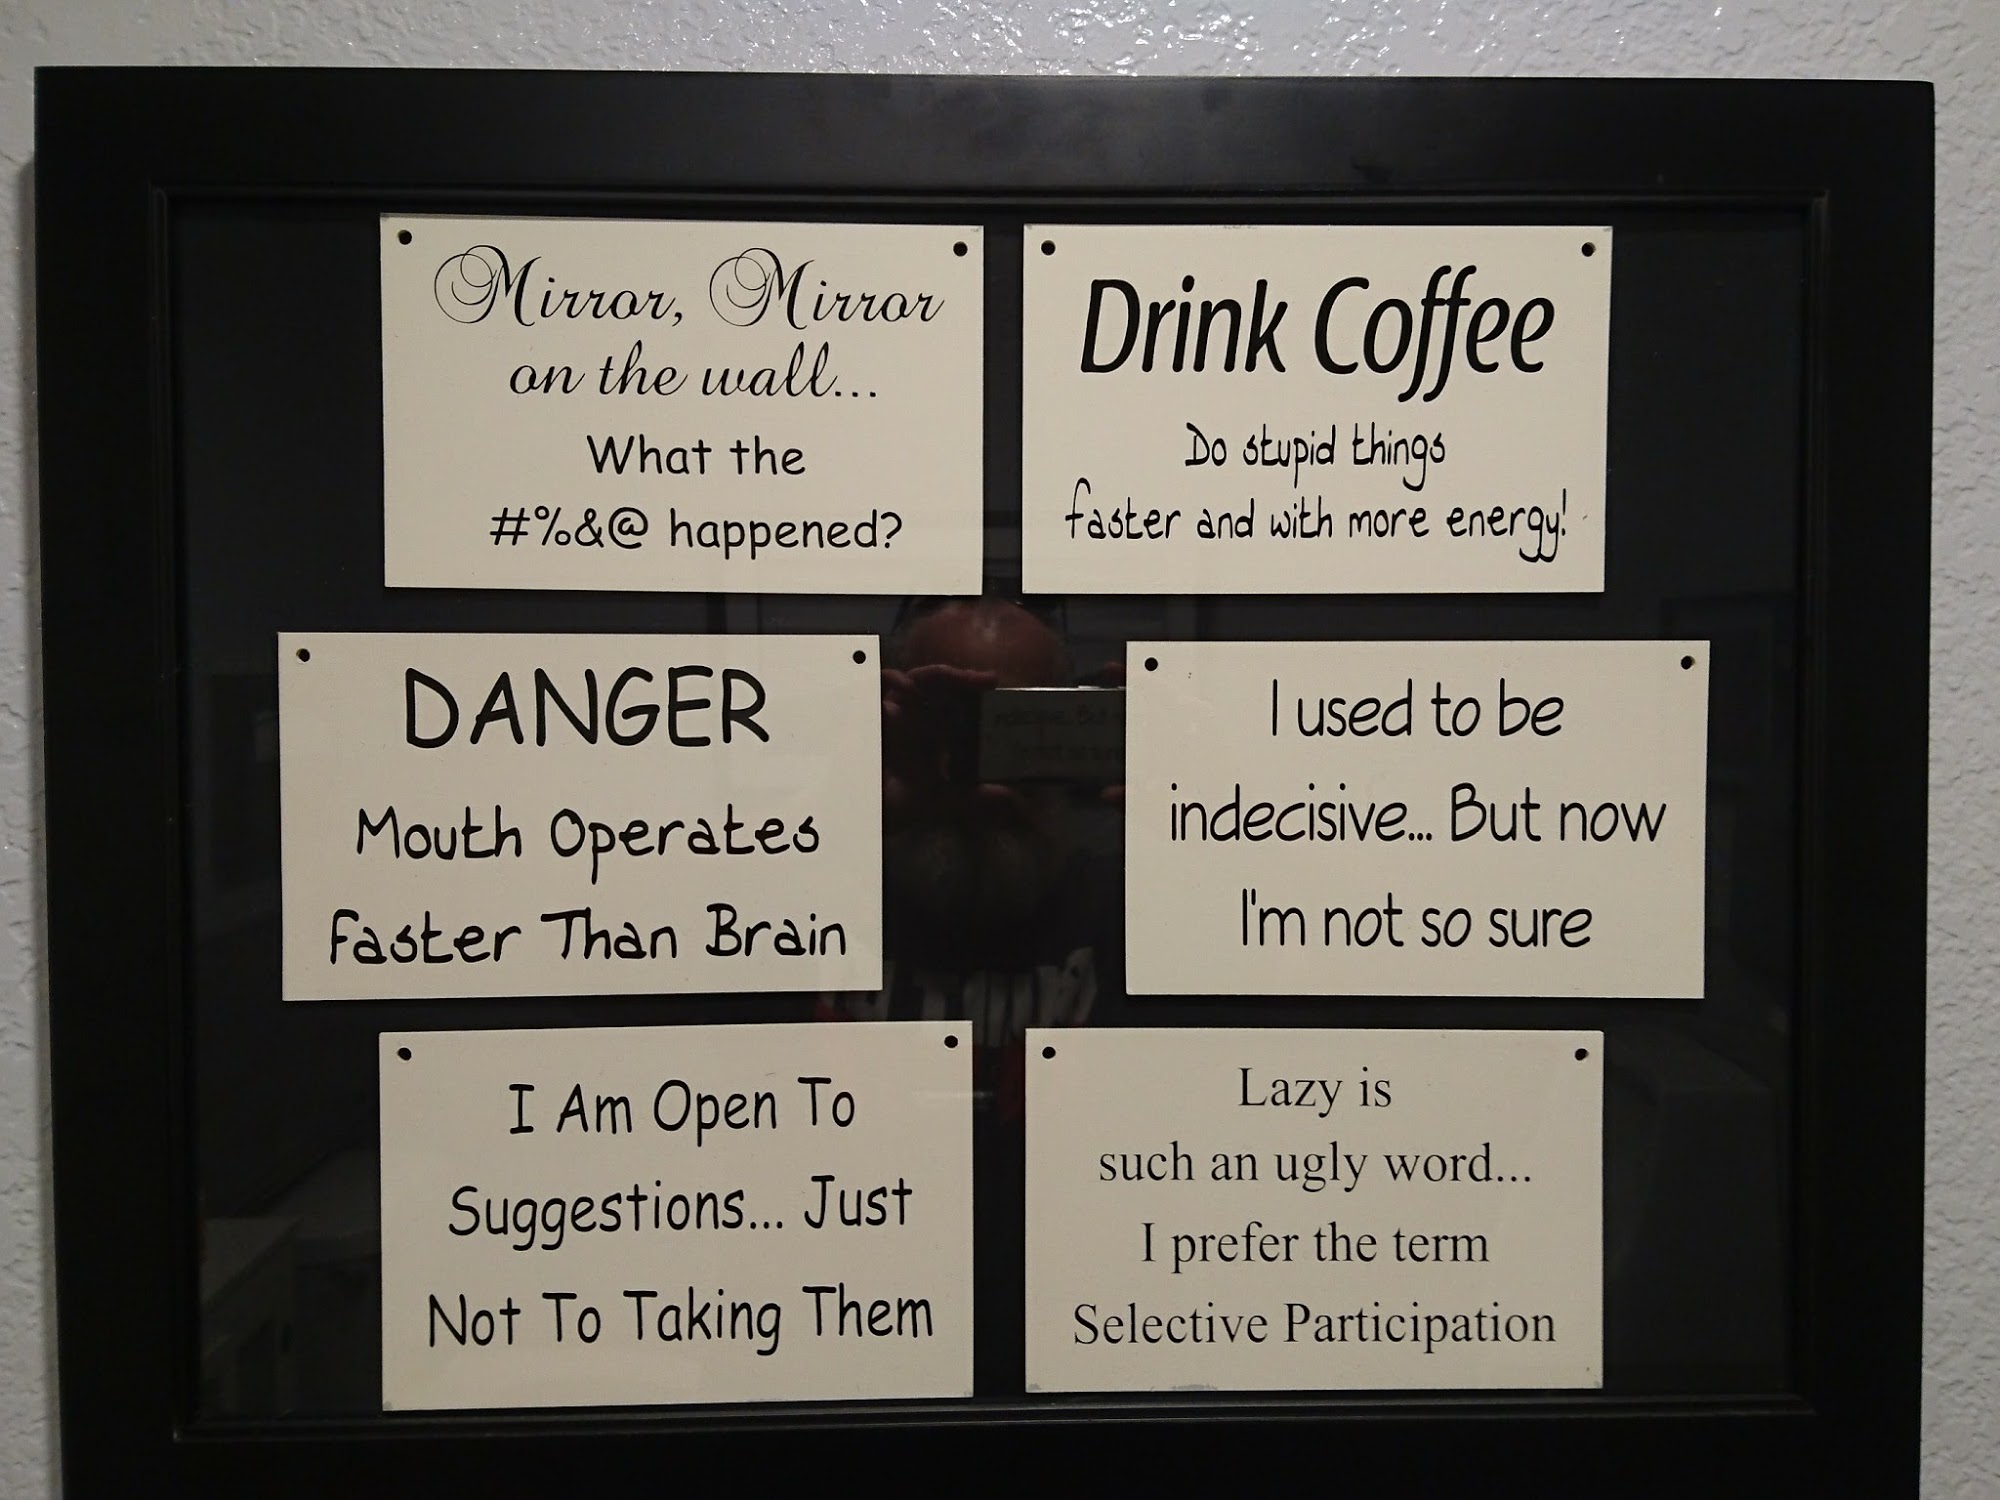 Mirror, Mirror
on the wall...
What the
#%&@ happened?
Drink Coffee
Do stupid things
faster and with more energy!
DANGER
Mouth Operates
Faster Than Brain
I used to be
indecisive... But now
I'm not so sure
I Am Open To
Suggestions... Just
Not To Taking Them
Lazy is
such an ugly word...
I prefer the term
Selective Participation